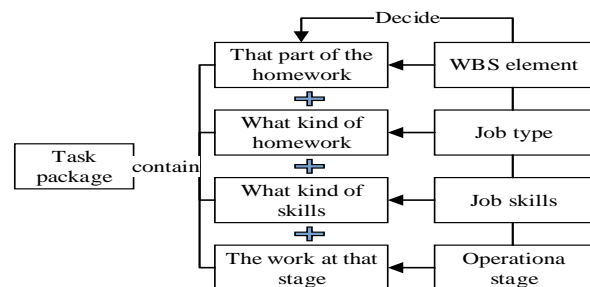 Decide
That part of the
homework
WBS element
What kind of
homework
Job type
Task
package
contain
What kind of
skills
Job skills
The work at that
stage
Operationa
stage